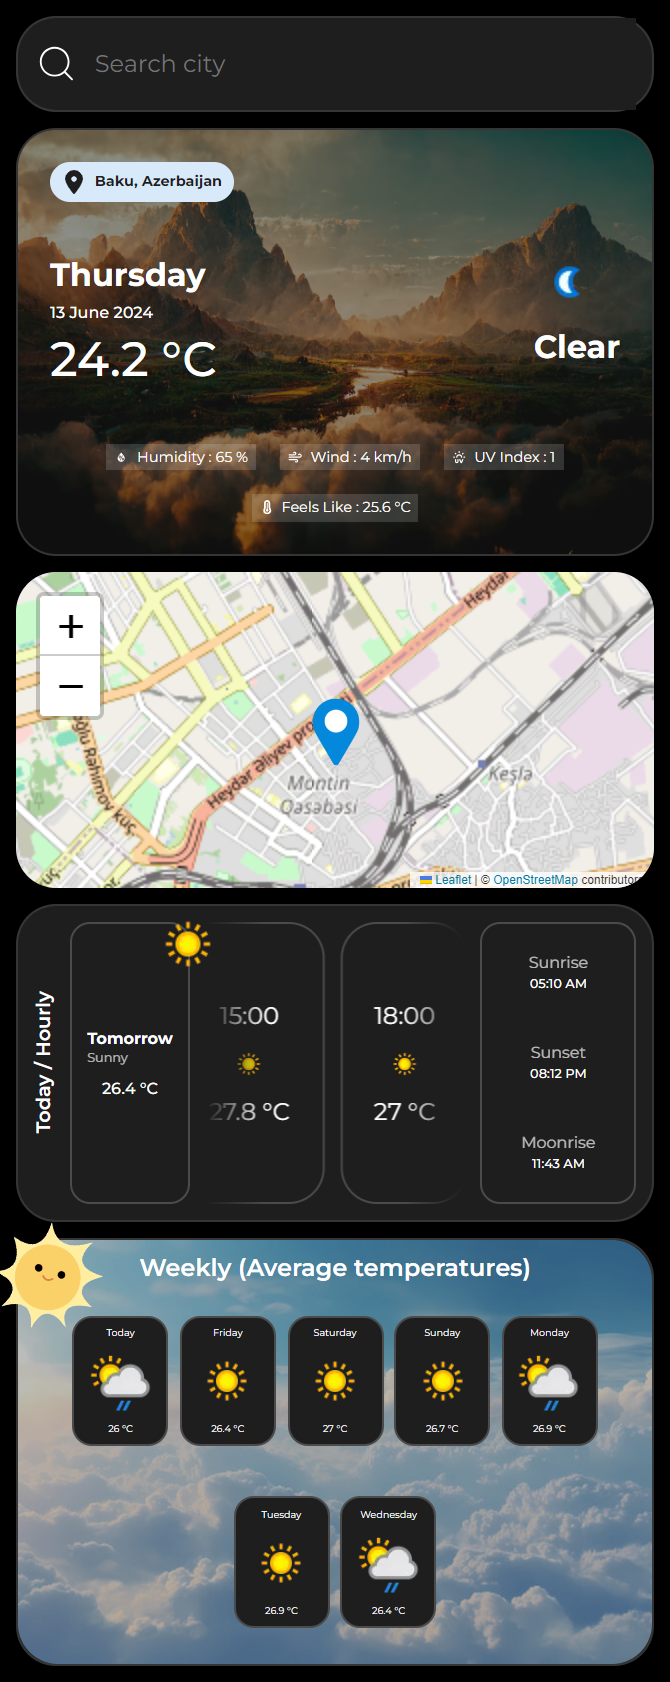 Search city
Baku, Azerbaijan
Thursday
13 June 2024
24.2 °C
Clear
Humidity : 65 %
Wind : 4 km/h
UV Index : 1
Feels Like : 25.6 °C
+
−
Heydar
Heydər Əliyev pro
oğlu Rəhimov küç.
Montin
Qəsəbəsi
Keşlə
Leaflet | © OpenStreetMap contributors
Today / Hourly
Tomorrow
Sunny
26.4 °C
15:00
27.8 °C
18:00
27 °C
Sunrise
05:10 AM
Sunset
08:12 PM
Moonrise
11:43 AM
Weekly (Average temperatures)
Today
26 °C
Friday
26.4 °C
Saturday
27 °C
Sunday
26.7 °C
Monday
26.9 °C
Tuesday
26.9 °C
Wednesday
26.4 °C